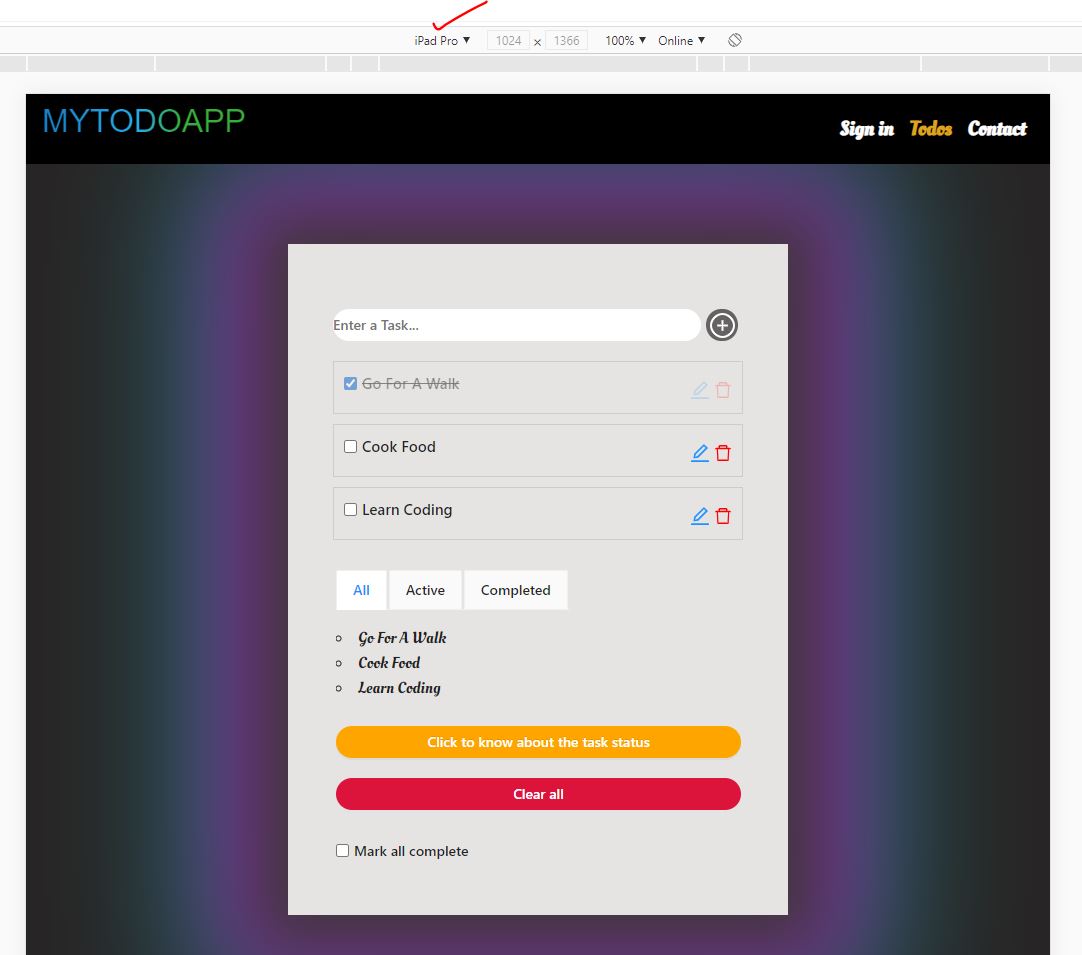 iPad Pro ▼ 1024 x 1366 100% ▼ Online ▼
MYTODOAPP
Sign in Todos Contact
Enter a Task...
Go For A Walk
Cook Food
Learn Coding
All Active Completed
Go For A Walk
Cook Food
Learn Coding
Click to know about the task status
Clear all
Mark all complete